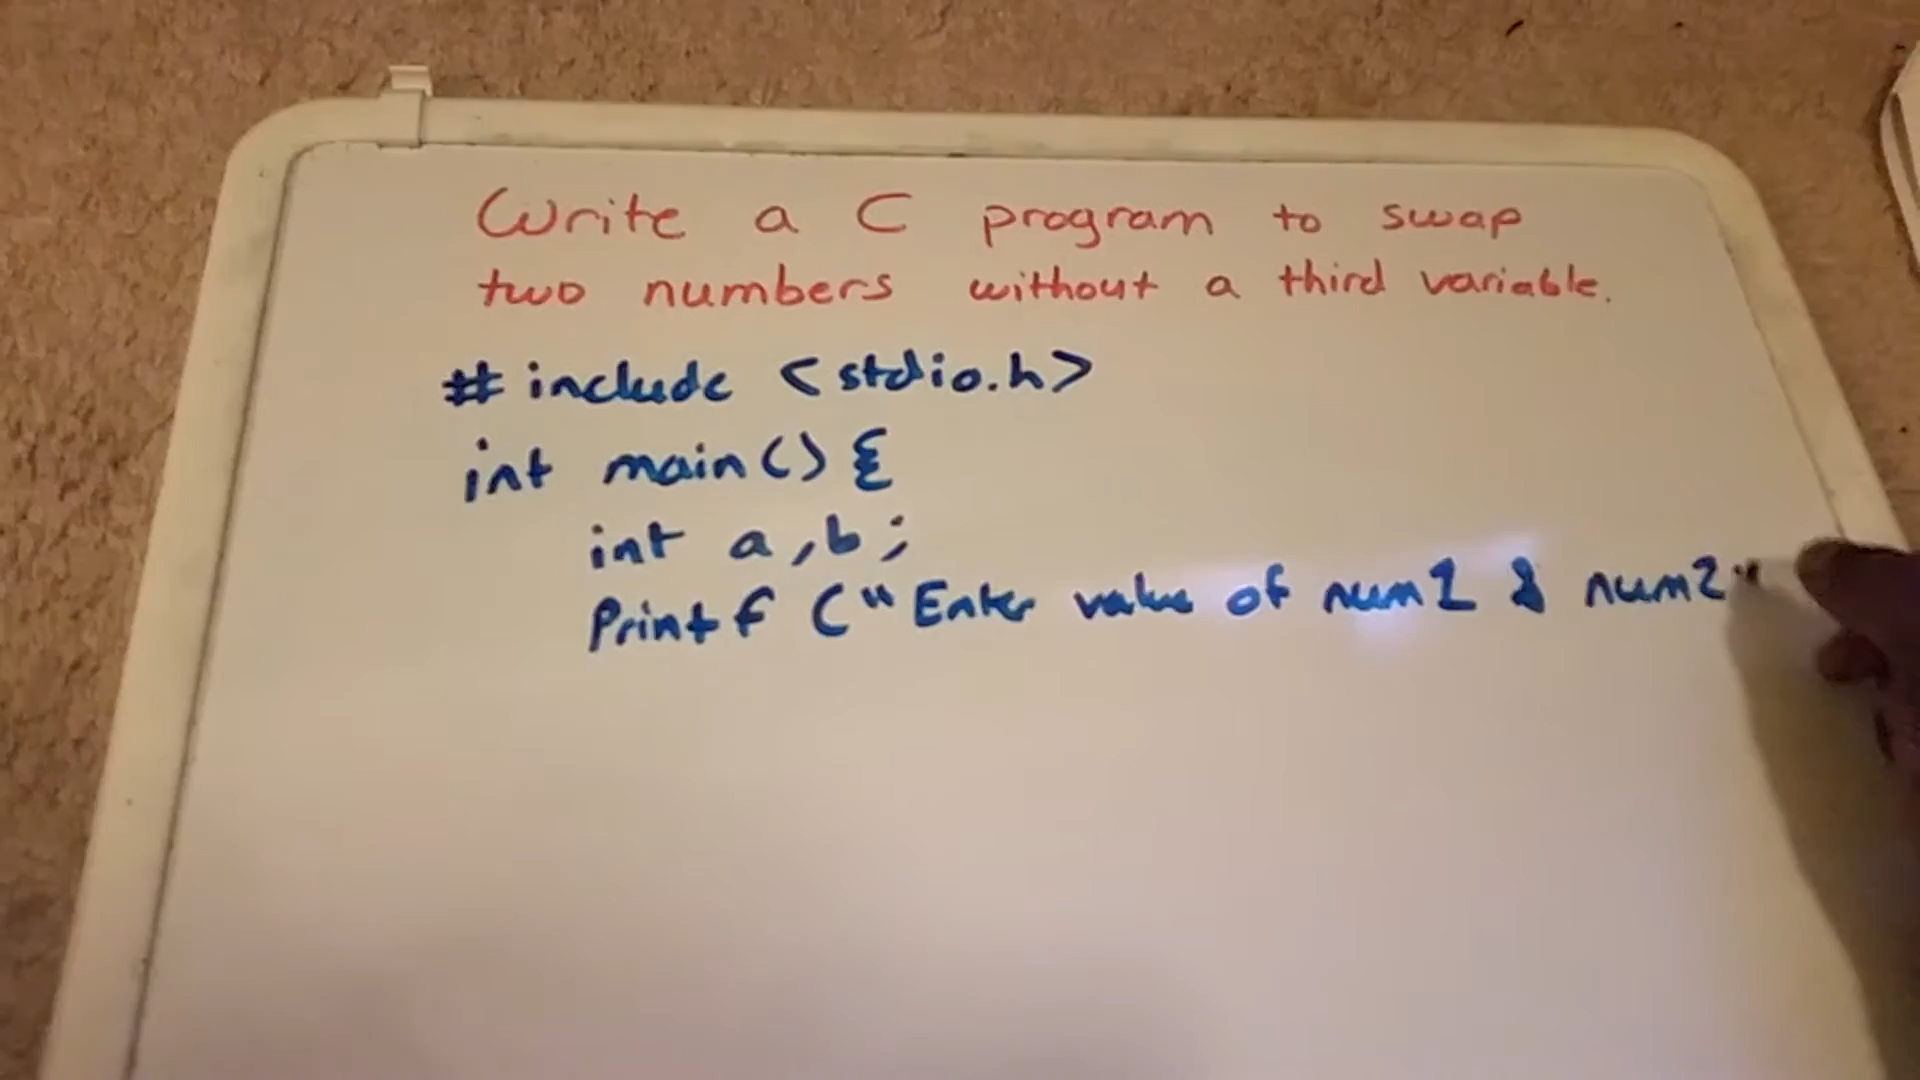 Write a C program to swap
two numbers without a third variable.
# include <stdio.h>
int main() {
int a, b;
Printf ("Enter value of num1 & num2"